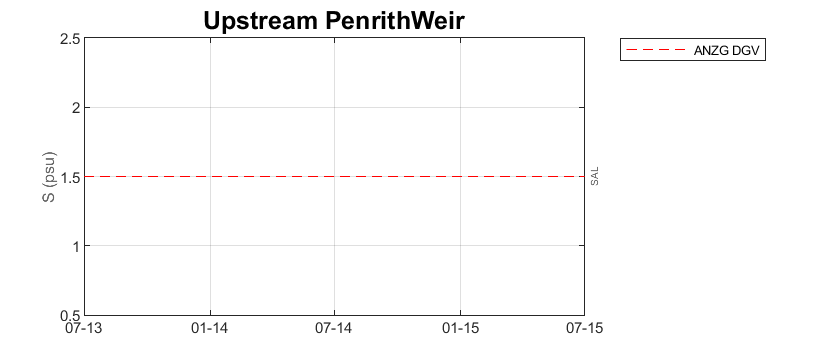 Upstream PenrithWeir
ANZG DGV
2.5
2
1.5
1
0.5
S (psu)
SAL
07-13
01-14
07-14
01-15
07-15